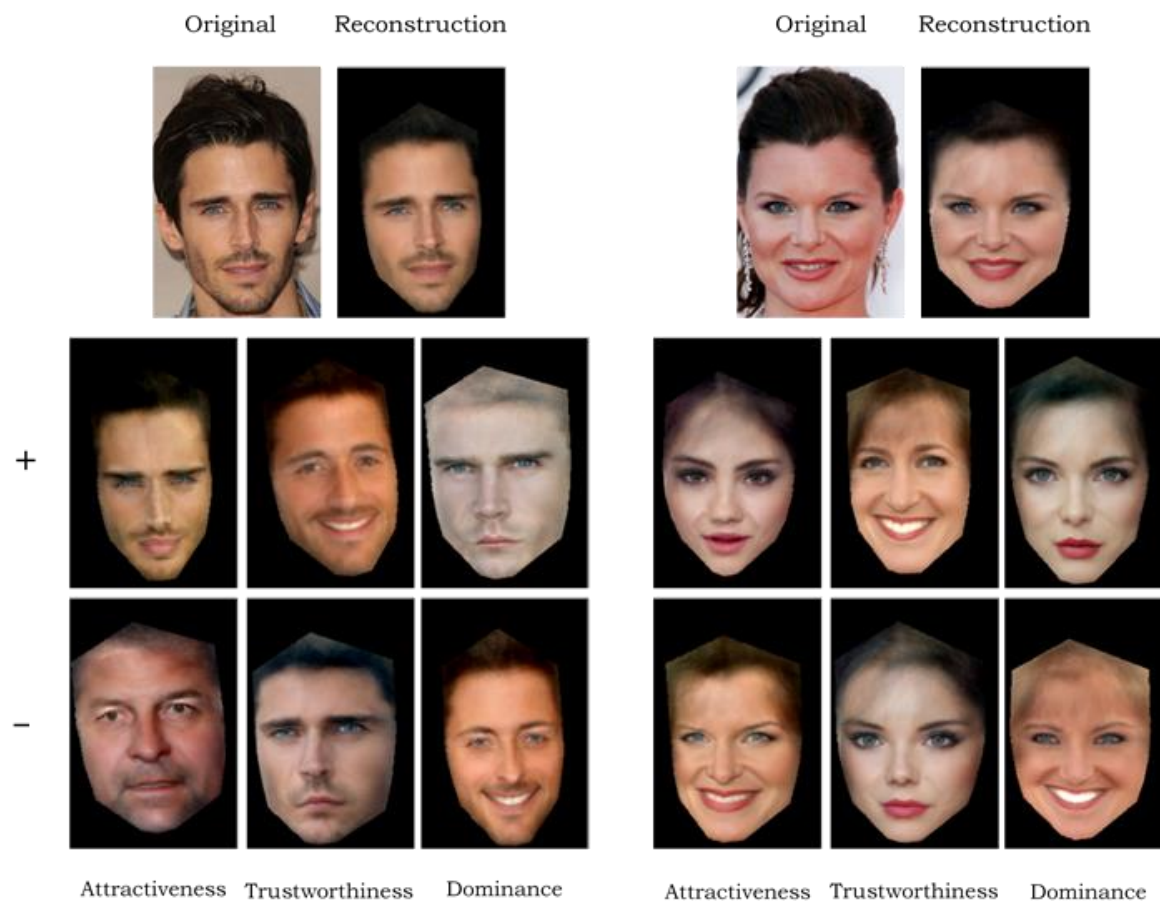 Original Reconstruction Original Reconstruction
+
–
Attractiveness Trustworthiness Dominance Attractiveness Trustworthiness Dominance